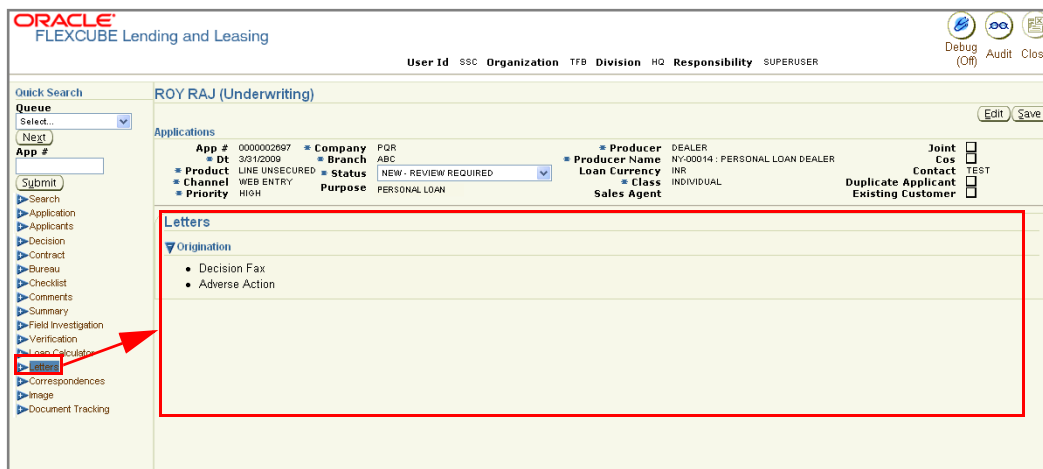 ORACLE
FLEXCUBE Lending and Leasing
Debug (Off) Audit Clos
User Id SSC Organization TFB Division HQ Responsibility SUPERUSER
Quick Search
Queue
Select...
Next
App #
Submit
Search
Application
Applicants
Decision
Contract
Bureau
Checklist
Comments
Summary
Field Investigation
Verification
Loan Calculator
Letters
Correspondences
Image
Document Tracking
ROY RAJ (Underwriting)
Edit Save
Applications
App # 0000002697 * Company PQR * Producer DEALER Joint
* Dt 3/31/2009 * Branch ABC * Producer Name NY-00014 : PERSONAL LOAN DEALER Cos
* Product LINE UNSECURED * Status NEW - REVIEW REQUIRED Loan Currency INR Contact TEST
* Channel WEB ENTRY Purpose PERSONAL LOAN * Class INDIVIDUAL Duplicate Applicant
* Priority HIGH Sales Agent Existing Customer
Letters
Origination
• Decision Fax
• Adverse Action